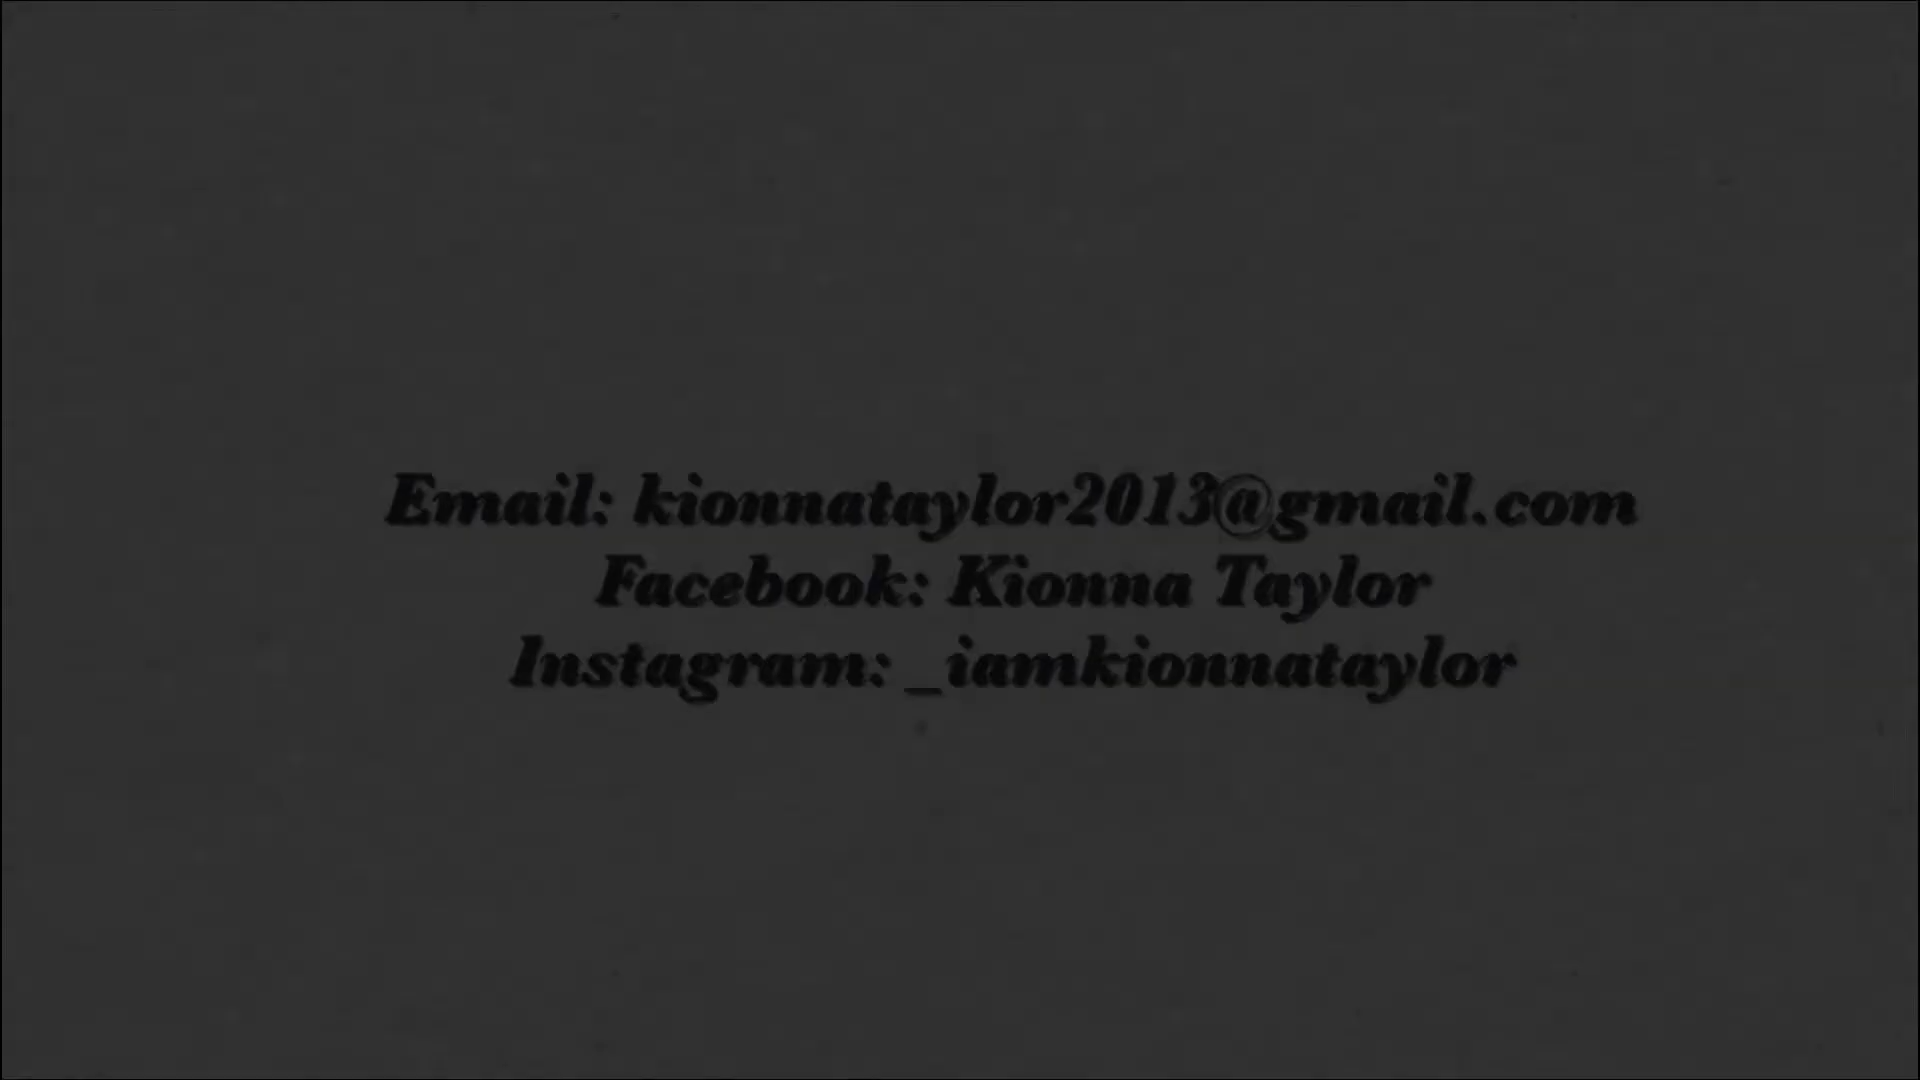 Email: kionnataylor2013@gmail.com
Facebook: Kionna Taylor
Instagram: _iamkionnataylor